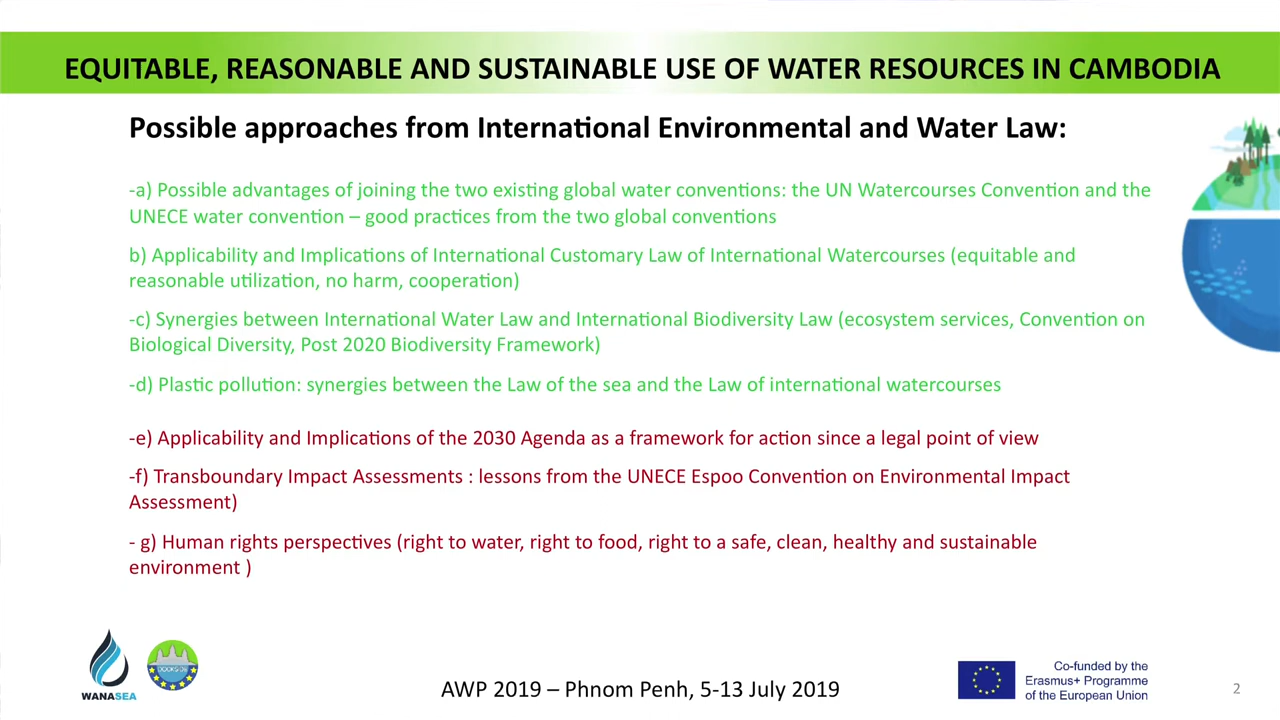 EQUITABLE, REASONABLE AND SUSTAINABLE USE OF WATER RESOURCES IN CAMBODIA
Possible approaches from International Environmental and Water Law:
-a) Possible advantages of joining the two existing global water conventions: the UN Watercourses Convention and the
UNECE water convention – good practices from the two global conventions
b) Applicability and Implications of International Customary Law of International Watercourses (equitable and
reasonable utilization, no harm, cooperation)
-c) Synergies between International Water Law and International Biodiversity Law (ecosystem services, Convention on
Biological Diversity, Post 2020 Biodiversity Framework)
-d) Plastic pollution: synergies between the Law of the sea and the Law of international watercourses
-e) Applicability and Implications of the 2030 Agenda as a framework for action since a legal point of view
-f) Transboundary Impact Assessments : lessons from the UNECE Espoo Convention on Environmental Impact
Assessment)
- g) Human rights perspectives (right to water, right to food, right to a safe, clean, healthy and sustainable
environment )
WANASEA
AWP 2019 – Phnom Penh, 5-13 July 2019
Co-funded by the
Erasmus+ Programme
of the European Union
2